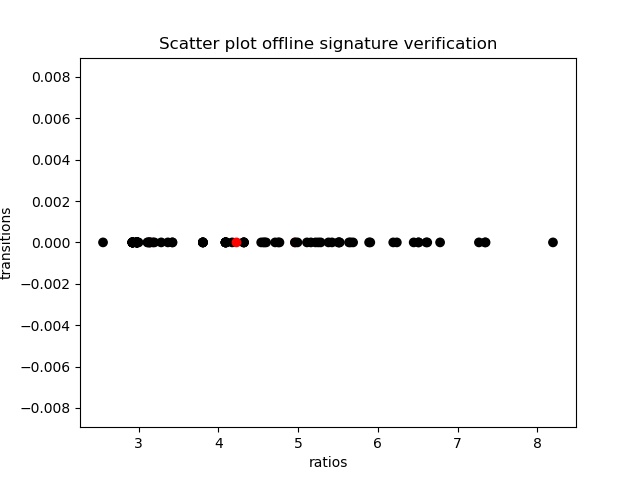 Scatter plot offline signature verification
0.008
0.006
0.004
0.002
0.000
−0.002
−0.004
−0.006
−0.008
transitions
3 4 5 6 7 8
ratios